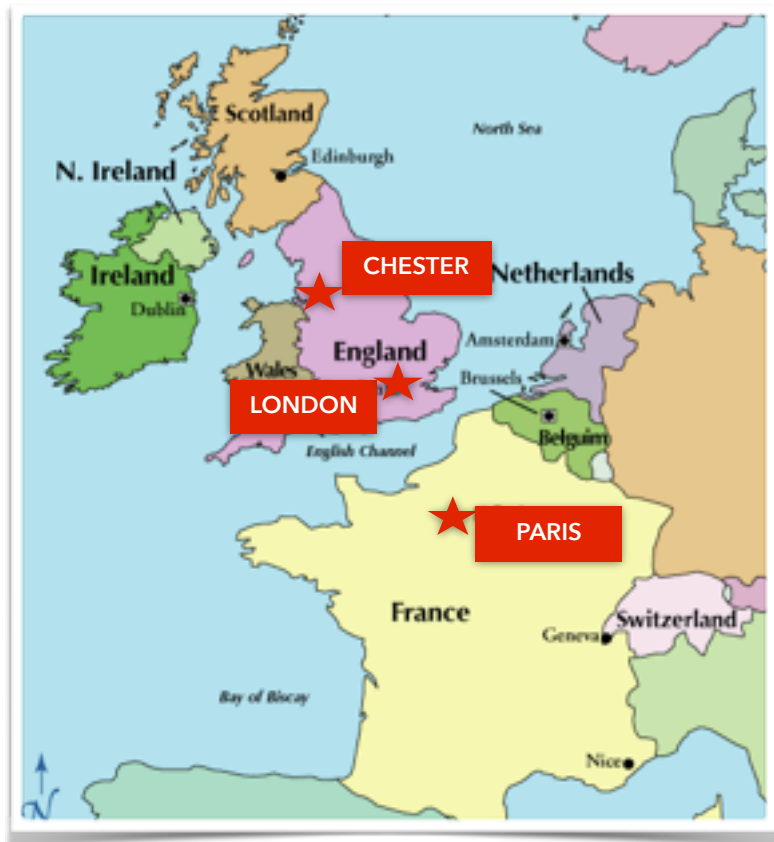 Scotland
North Sea
Edinburgh
N. Ireland
CHESTER
Netherlands
Ireland
Dublin
Amsterdam
England
Wales
Brussels
LONDON
Belguim
English Channel
PARIS
France
Switzerland
Geneva
Bay of Biscay
Nice
N